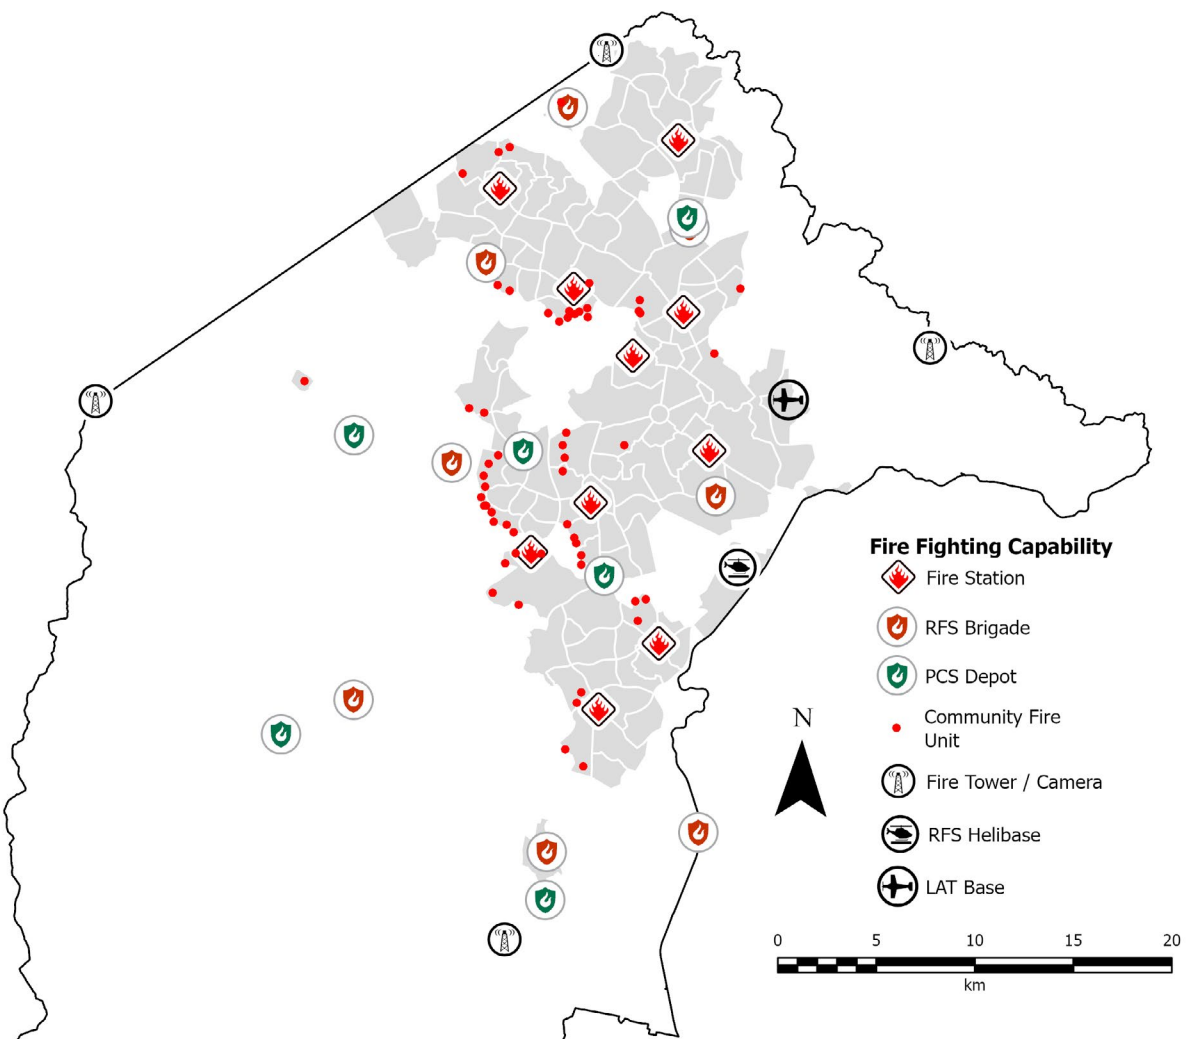 Fire Fighting Capability
Fire Station
RFS Brigade
PCS Depot
Community Fire
Unit
Fire Tower / Camera
RFS Helibase
LAT Base
N
0 5 10 15 20
km